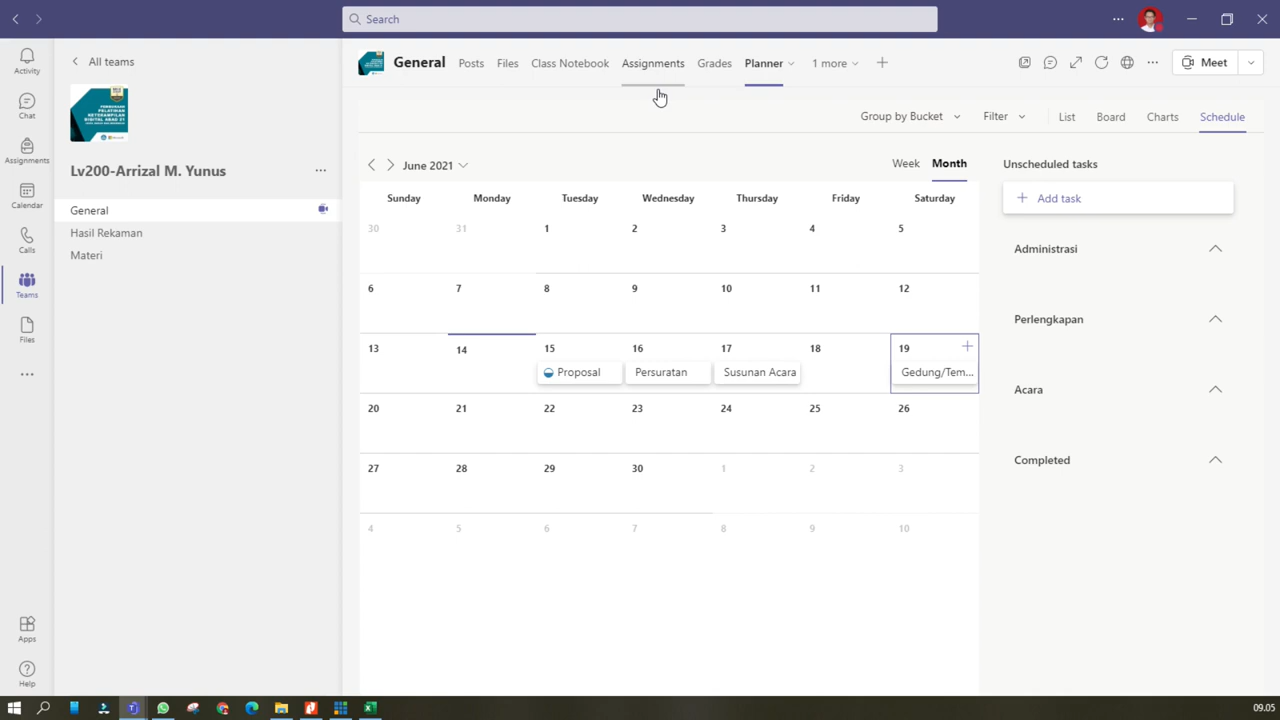 Search
Activity
Chat
Assignments
Calendar
Calls
Teams
Files
Apps
Help
All teams
Lv200-Arrizal M. Yunus
General
Hasil Rekaman
Materi
General Posts Files Class Notebook Assignments Grades Planner 1 more Meet
Group by Bucket Filter List Board Charts Schedule
June 2021 Week Month
Sunday Monday Tuesday Wednesday Thursday Friday Saturday
30 31 1 2 3 4 5
6 7 8 9 10 11 12
13 14 15 16 17 18 19
Proposal Persuratan Susunan Acara Gedung/Tem...
20 21 22 23 24 25 26
27 28 29 30 1 2 3
4 5 6 7 8 9 10
Unscheduled tasks
Add task
Administrasi
Perlengkapan
Acara
Completed
09.05